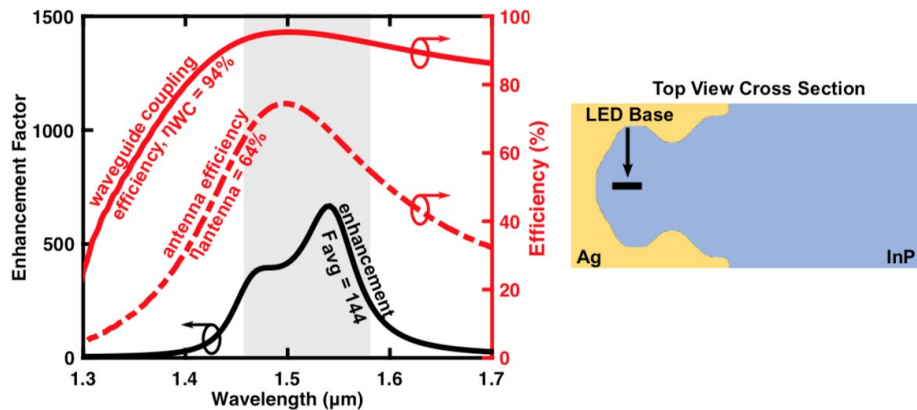 1500
1000
500
0
Enhancement Factor
1.3
1.4
1.5
1.6
1.7
Wavelength (µm)
100
80
60
40
20
0
Efficiency (%)
waveguide coupling
efficiency, ηWC = 94%
antenna efficiency
ηantenna = 64%
enhancement
Favg = 144
Top View Cross Section
LED Base
Ag
InP